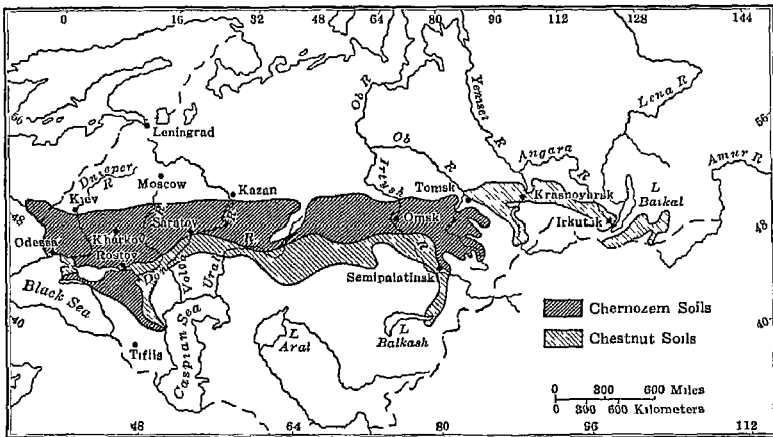 0 16 32 48 64 80 96 112 128 144
66
56
Leningrad
Ob R
Yenisei
Lena R
Dnieper
R
Moscow
Kazan
Ob
R
Irtysh
Angara
R
Amur R
Tomsk
Krasnoyarsk
L
Baikal
Kiev
48
48
Saratov
Omsk
Irkutsk
Odessa
Kharkov
Rostov
R
R
Don
Volga
Ural
Semipalatinsk
Black Sea
Chernozem Soils
40
Tiflis
Caspian Sea
L
Aral
L
Balkash
Chestnut Soils
40
0 300 600 Miles
0 300 600 Kilometers
48 64 80 96 112